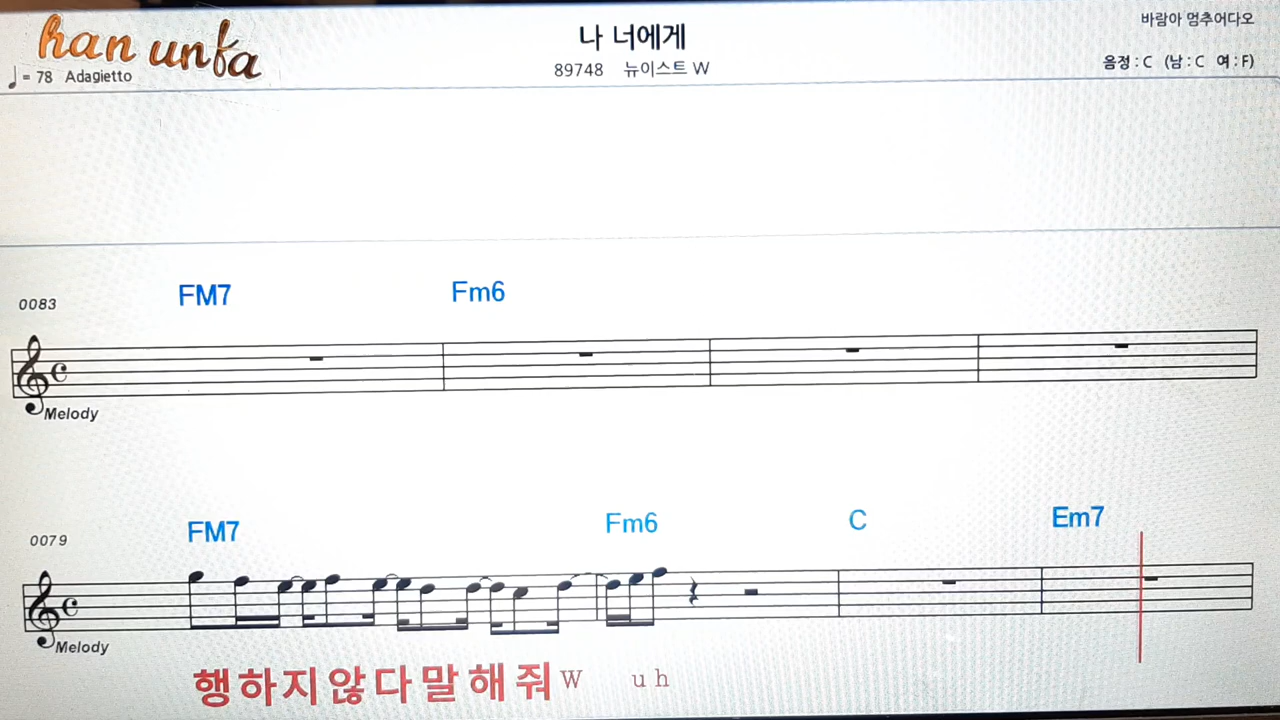 han unfa
나 너에게
바람아 멈추어다오
♩ = 78 Adagietto
89748 뉴이스트 W
음정 : C (남 : C 여 : F)
FM7 Fm6
0083
Melody
FM7 Fm6 C Em7
0079
Melody
행하지않다말해줘W uh